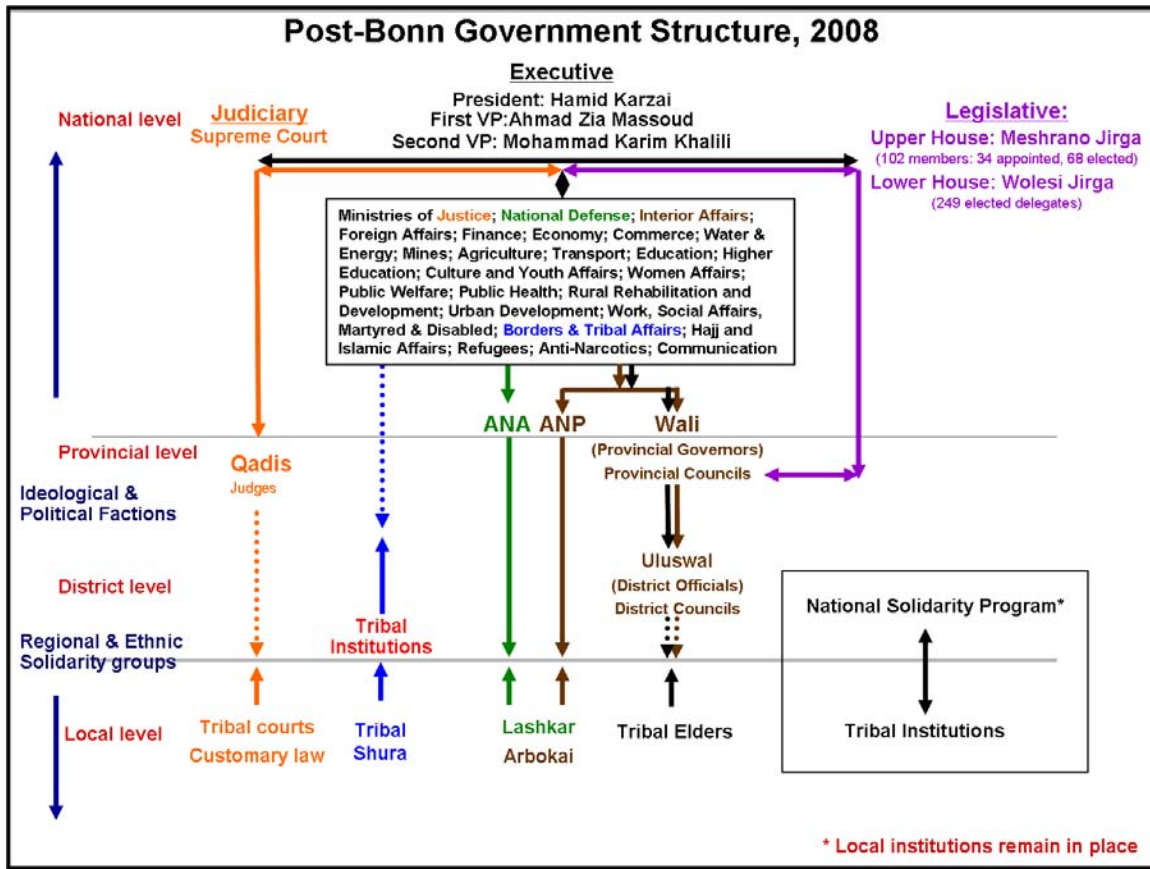 Post-Bonn Government Structure, 2008
Executive
President: Hamid Karzai
First VP:Ahmad Zia Massoud
Second VP: Mohammad Karim Khalili
National level
Judiciary
Supreme Court
Legislative:
Upper House: Meshrano Jirga
(102 members: 34 appointed, 68 elected)
Lower House: Wolesi Jirga
(249 elected delegates)
Ministries of Justice; National Defense; Interior Affairs;
Foreign Affairs; Finance; Economy; Commerce; Water &
Energy; Mines; Agriculture; Transport; Education; Higher
Education; Culture and Youth Affairs; Women Affairs;
Public Welfare; Public Health; Rural Rehabilitation and
Development; Urban Development; Work, Social Affairs,
Martyred & Disabled; Borders & Tribal Affairs; Hajj and
Islamic Affairs; Refugees; Anti-Narcotics; Communication
ANA
ANP
Wali
(Provincial Governors)
Provincial Councils
Provincial level
Qadis
Judges
Ideological &
Political Factions
Uluswal
(District Officials)
District Councils
District level
Tribal
Institutions
Regional & Ethnic
Solidarity groups
National Solidarity Program*
Tribal Institutions
Local level
Tribal courts
Customary law
Tribal
Shura
Lashkar
Arbokai
Tribal Elders
* Local institutions remain in place